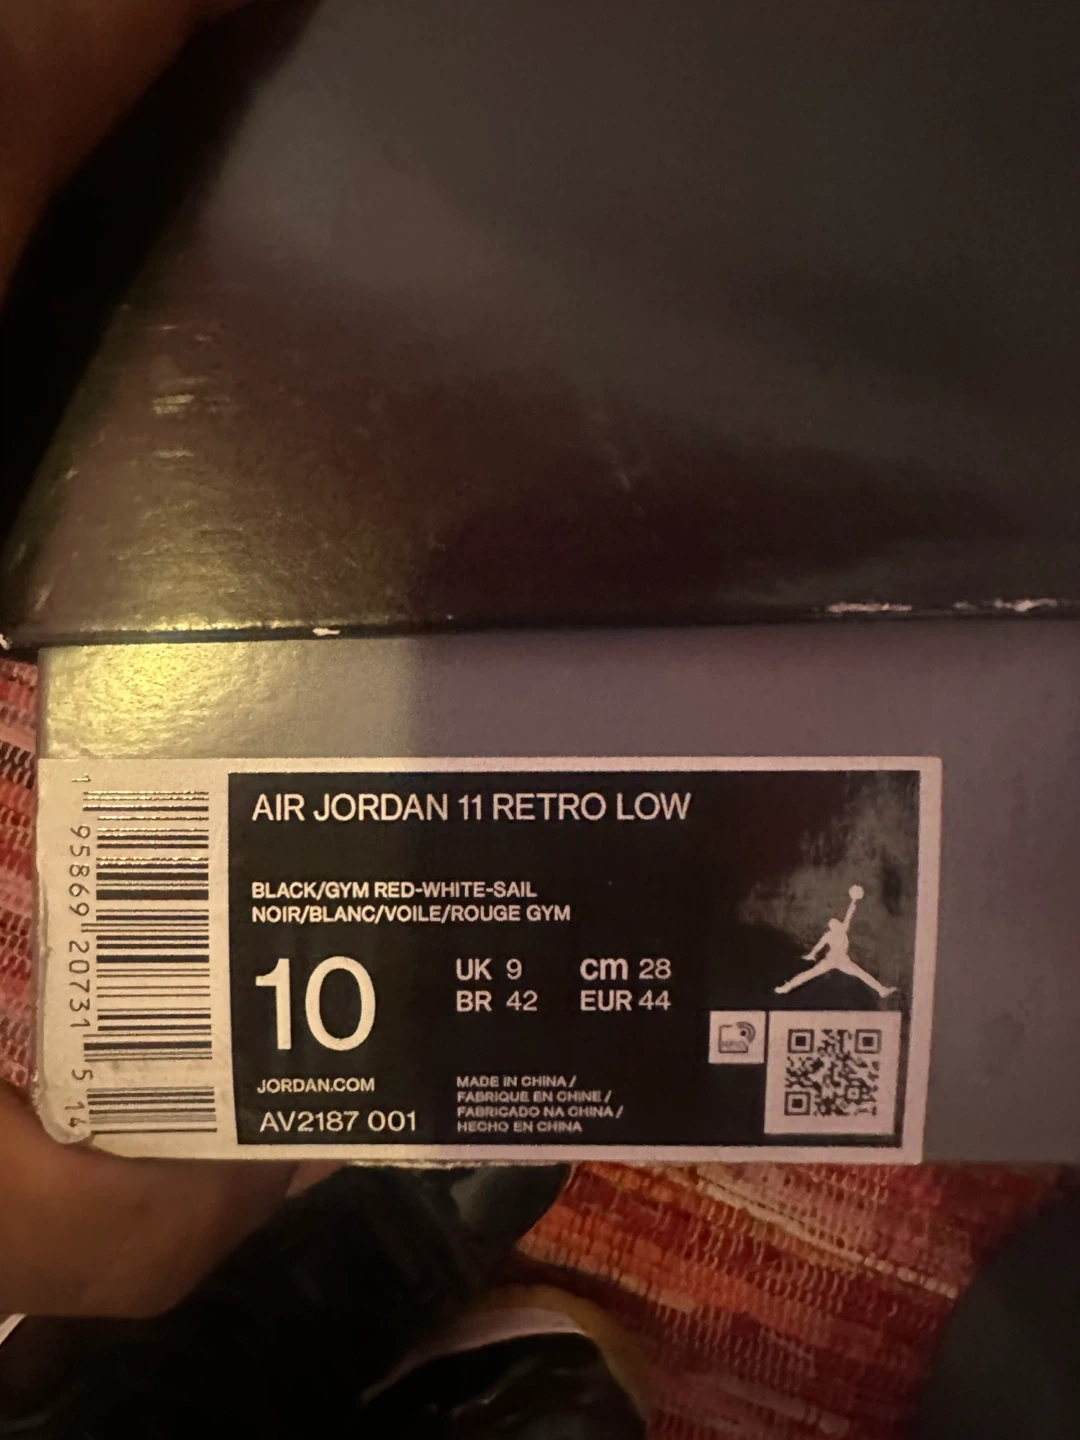 AIR JORDAN 11 RETRO LOW
BLACK/GYM RED-WHITE-SAIL
NOIR/BLANC/VOILE/ROUGE GYM
10
UK 9 cm 28
BR 42 EUR 44
JORDAN.COM
AV2187 001
MADE IN CHINA /
FABRIQUE EN CHINE /
FABRICADO NA CHINA /
HECHO EN CHINA
1 95869 20731 5 14